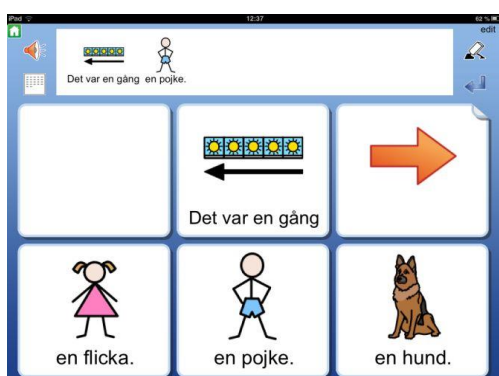 iPad 12:37 62 %
edit
Det var en gång en pojke.
Det var en gång
en flicka. en pojke. en hund.